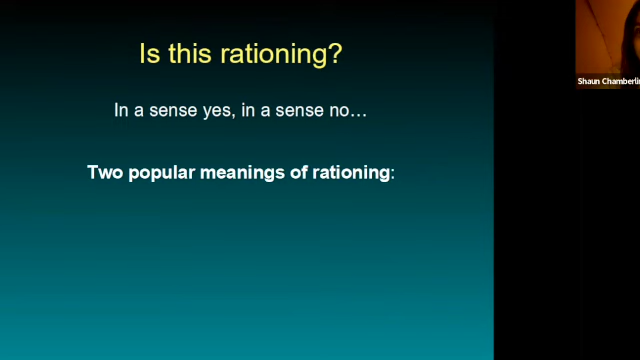 Is this rationing?
In a sense yes, in a sense no…
Two popular meanings of rationing:
Shaun Chamberlin